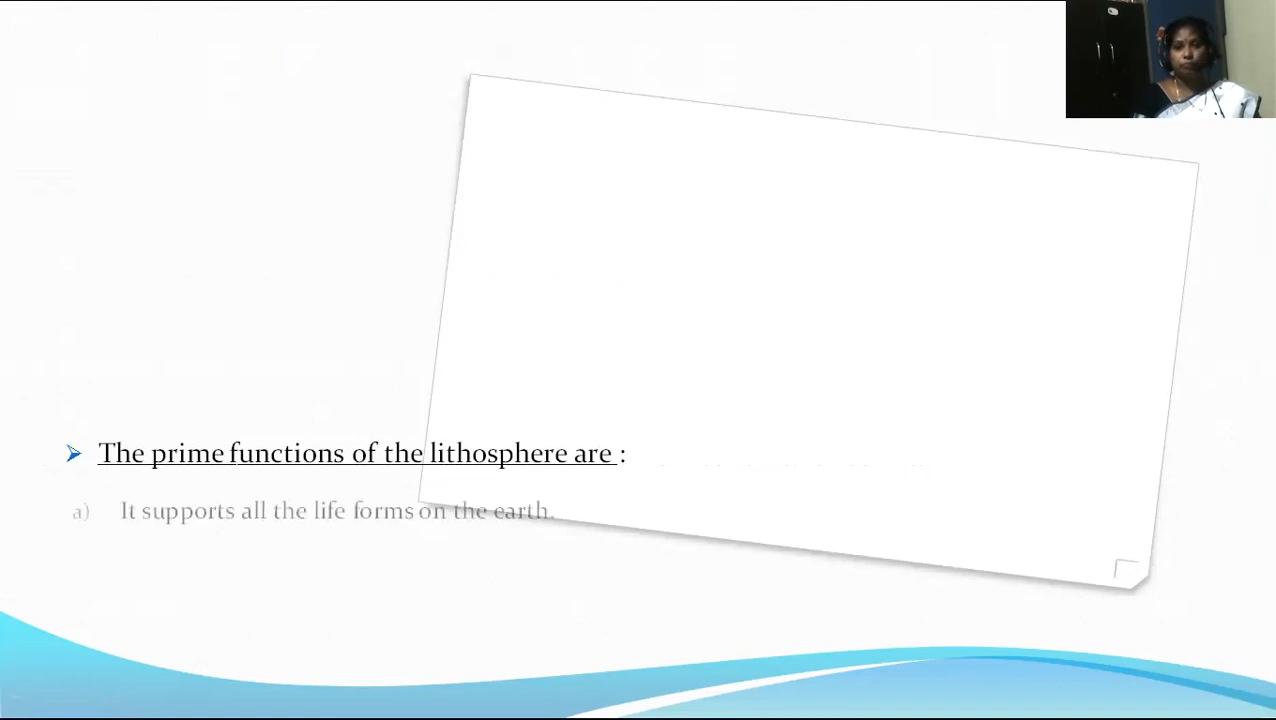 The prime functions of the lithosphere are :
a) It supports all the life forms on the earth.